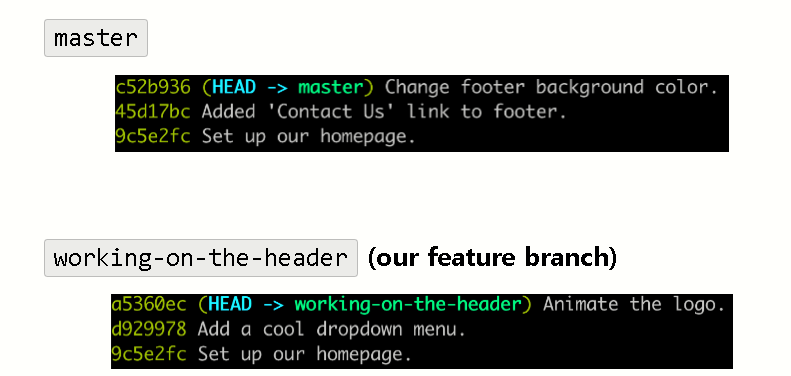 master
c52b936 (HEAD -> master) Change footer background color.
45d17bc Added 'Contact Us' link to footer.
9c5e2fc Set up our homepage.
working-on-the-header (our feature branch)
a5360ec (HEAD -> working-on-the-header) Animate the logo.
d929978 Add a cool dropdown menu.
9c5e2fc Set up our homepage.